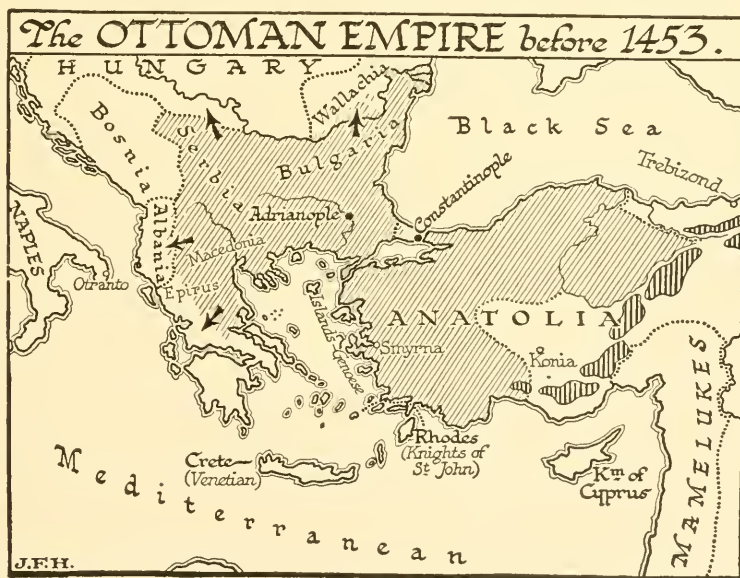 The OTTOMAN EMPIRE before 1453.
HUNGARY
Wallachia
Bosnia
Serbia
Bulgaria
Black Sea
Trebizond
Constantinople
Adrianople
Albania
Macedonia
NAPLES
Otranto
Epirus
Islands-Genoese
ANATOLIA
Smyrna
Konia
MAMELUKES
Rhodes
(Knights of
St John)
Crete
(Venetian)
Km of
Cyprus
Mediterranean
J.F.H.